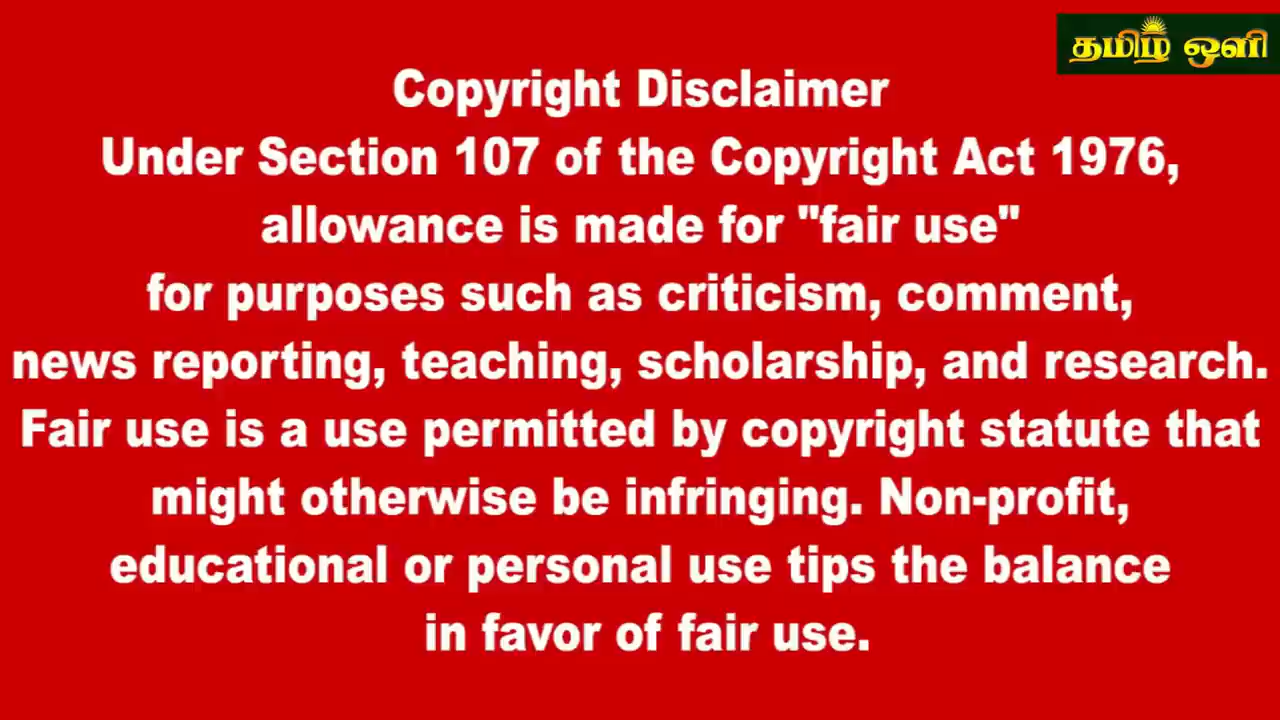 தமிழ் ஒளி
Copyright Disclaimer
Under Section 107 of the Copyright Act 1976,
allowance is made for "fair use"
for purposes such as criticism, comment,
news reporting, teaching, scholarship, and research.
Fair use is a use permitted by copyright statute that
might otherwise be infringing. Non-profit,
educational or personal use tips the balance
in favor of fair use.